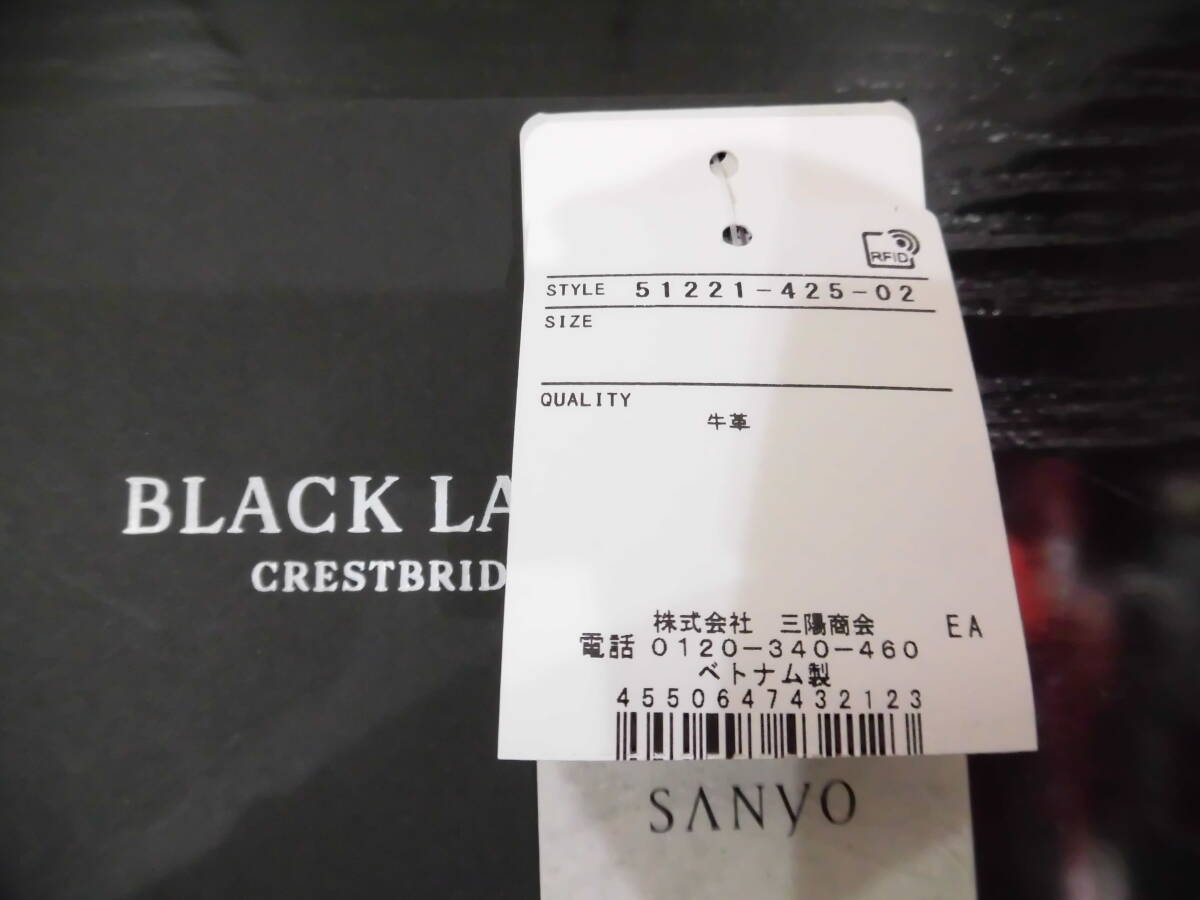 RFID
STYLE 51221-425-02
SIZE
QUALITY
牛革
BLACK LA
CRESTBRID
株式会社 三陽商会 EA
電話 0120-340-460
ベトナム製
4550647432123
SANYO